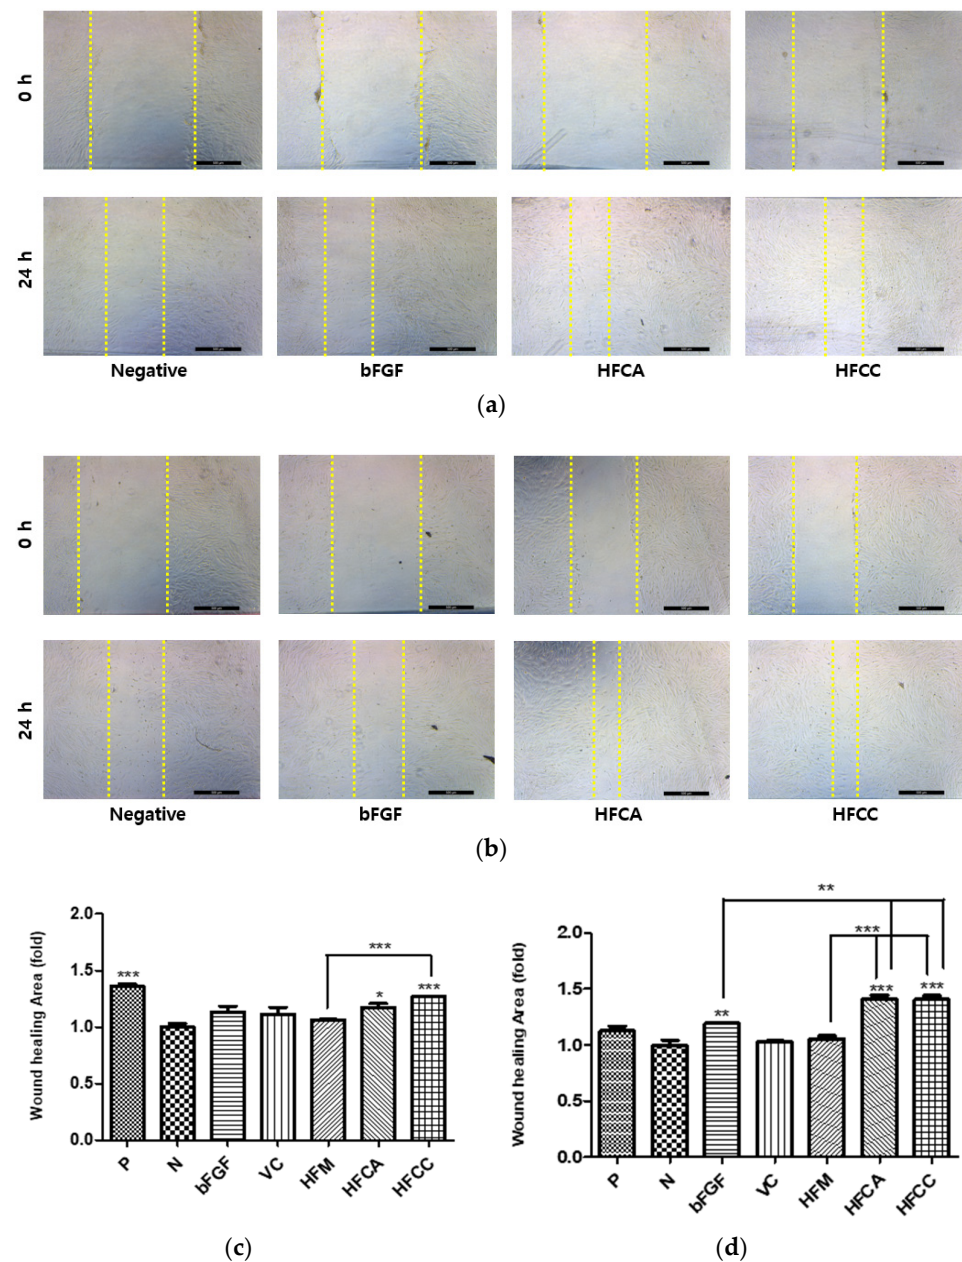 0 h
24 h
Negative bFGF HFCA HFCC
(a)
0 h
24 h
Negative bFGF HFCA HFCC
(b)
Wound healing Area (fold)
2.0
1.5
1.0
0.5
0.0
***
*
***
***
P N bFGF VC HFM HFCA HFCC
(c)
Wound healing Area (fold)
2.0
1.5
1.0
0.5
0.0
**
***
**
***
***
P N bFGF VC HFM HFCA HFCC
(d)